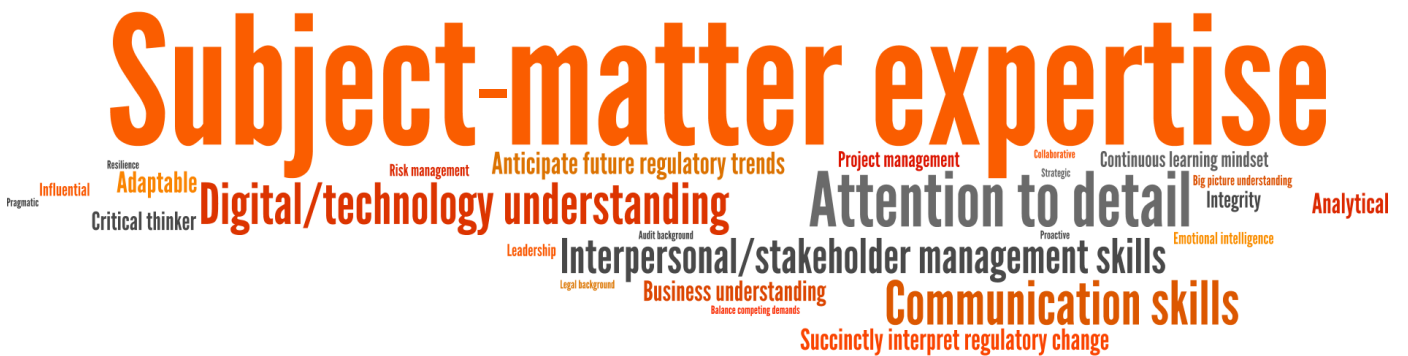 Subject-matter expertise
Resilience
Risk management
Anticipate future regulatory trends
Project management
Collaborative
Continuous learning mindset
Pragmatic
Influential
Adaptable
Strategic
Big picture understanding
Critical thinker
Digital/technology understanding
Attention to detail
Integrity
Analytical
Audit background
Proactive
Emotional intelligence
Leadership
Interpersonal/stakeholder management skills
Legal background
Business understanding
Communication skills
Balance competing demands
Succinctly interpret regulatory change